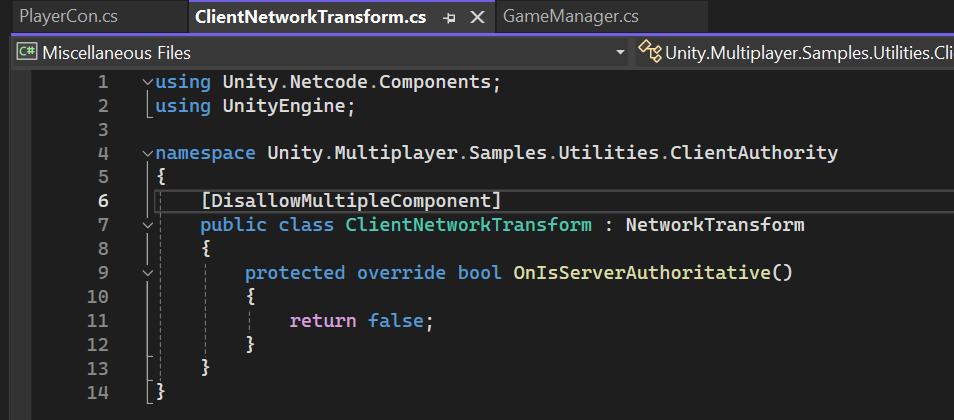 PlayerCon.cs ClientNetworkTransform.cs GameManager.cs
C# Miscellaneous Files Unity.Multiplayer.Samples.Utilities.Cli
1 using Unity.Netcode.Components;
2 using UnityEngine;
3
4 namespace Unity.Multiplayer.Samples.Utilities.ClientAuthority
5 {
6 [DisallowMultipleComponent]
7 public class ClientNetworkTransform : NetworkTransform
8 {
9 protected override bool OnIsServerAuthoritative()
10 {
11 return false;
12 }
13 }
14 }